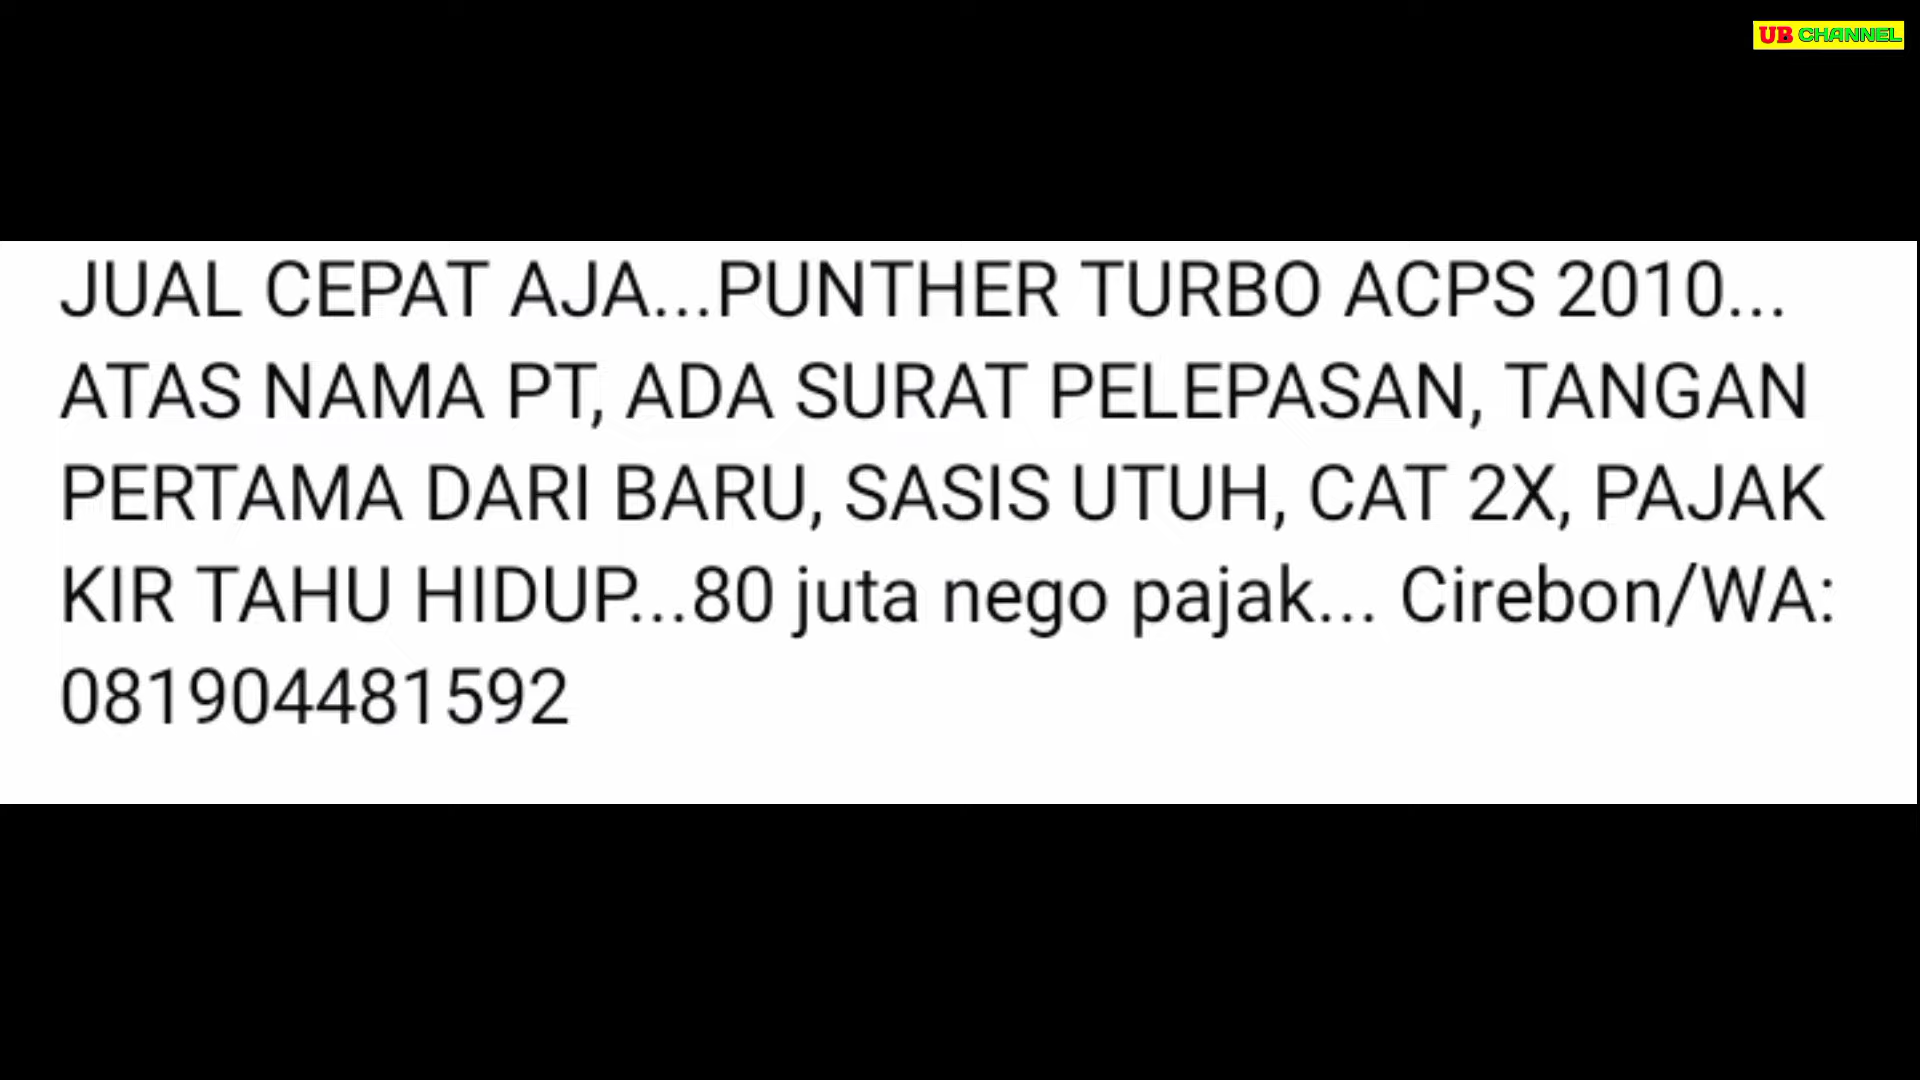 UB CHANNEL
JUAL CEPAT AJA...PUNTHER TURBO ACPS 2010...
ATAS NAMA PT, ADA SURAT PELEPASAN, TANGAN
PERTAMA DARI BARU, SASIS UTUH, CAT 2X, PAJAK
KIR TAHU HIDUP...80 juta nego pajak... Cirebon/WA:
081904481592